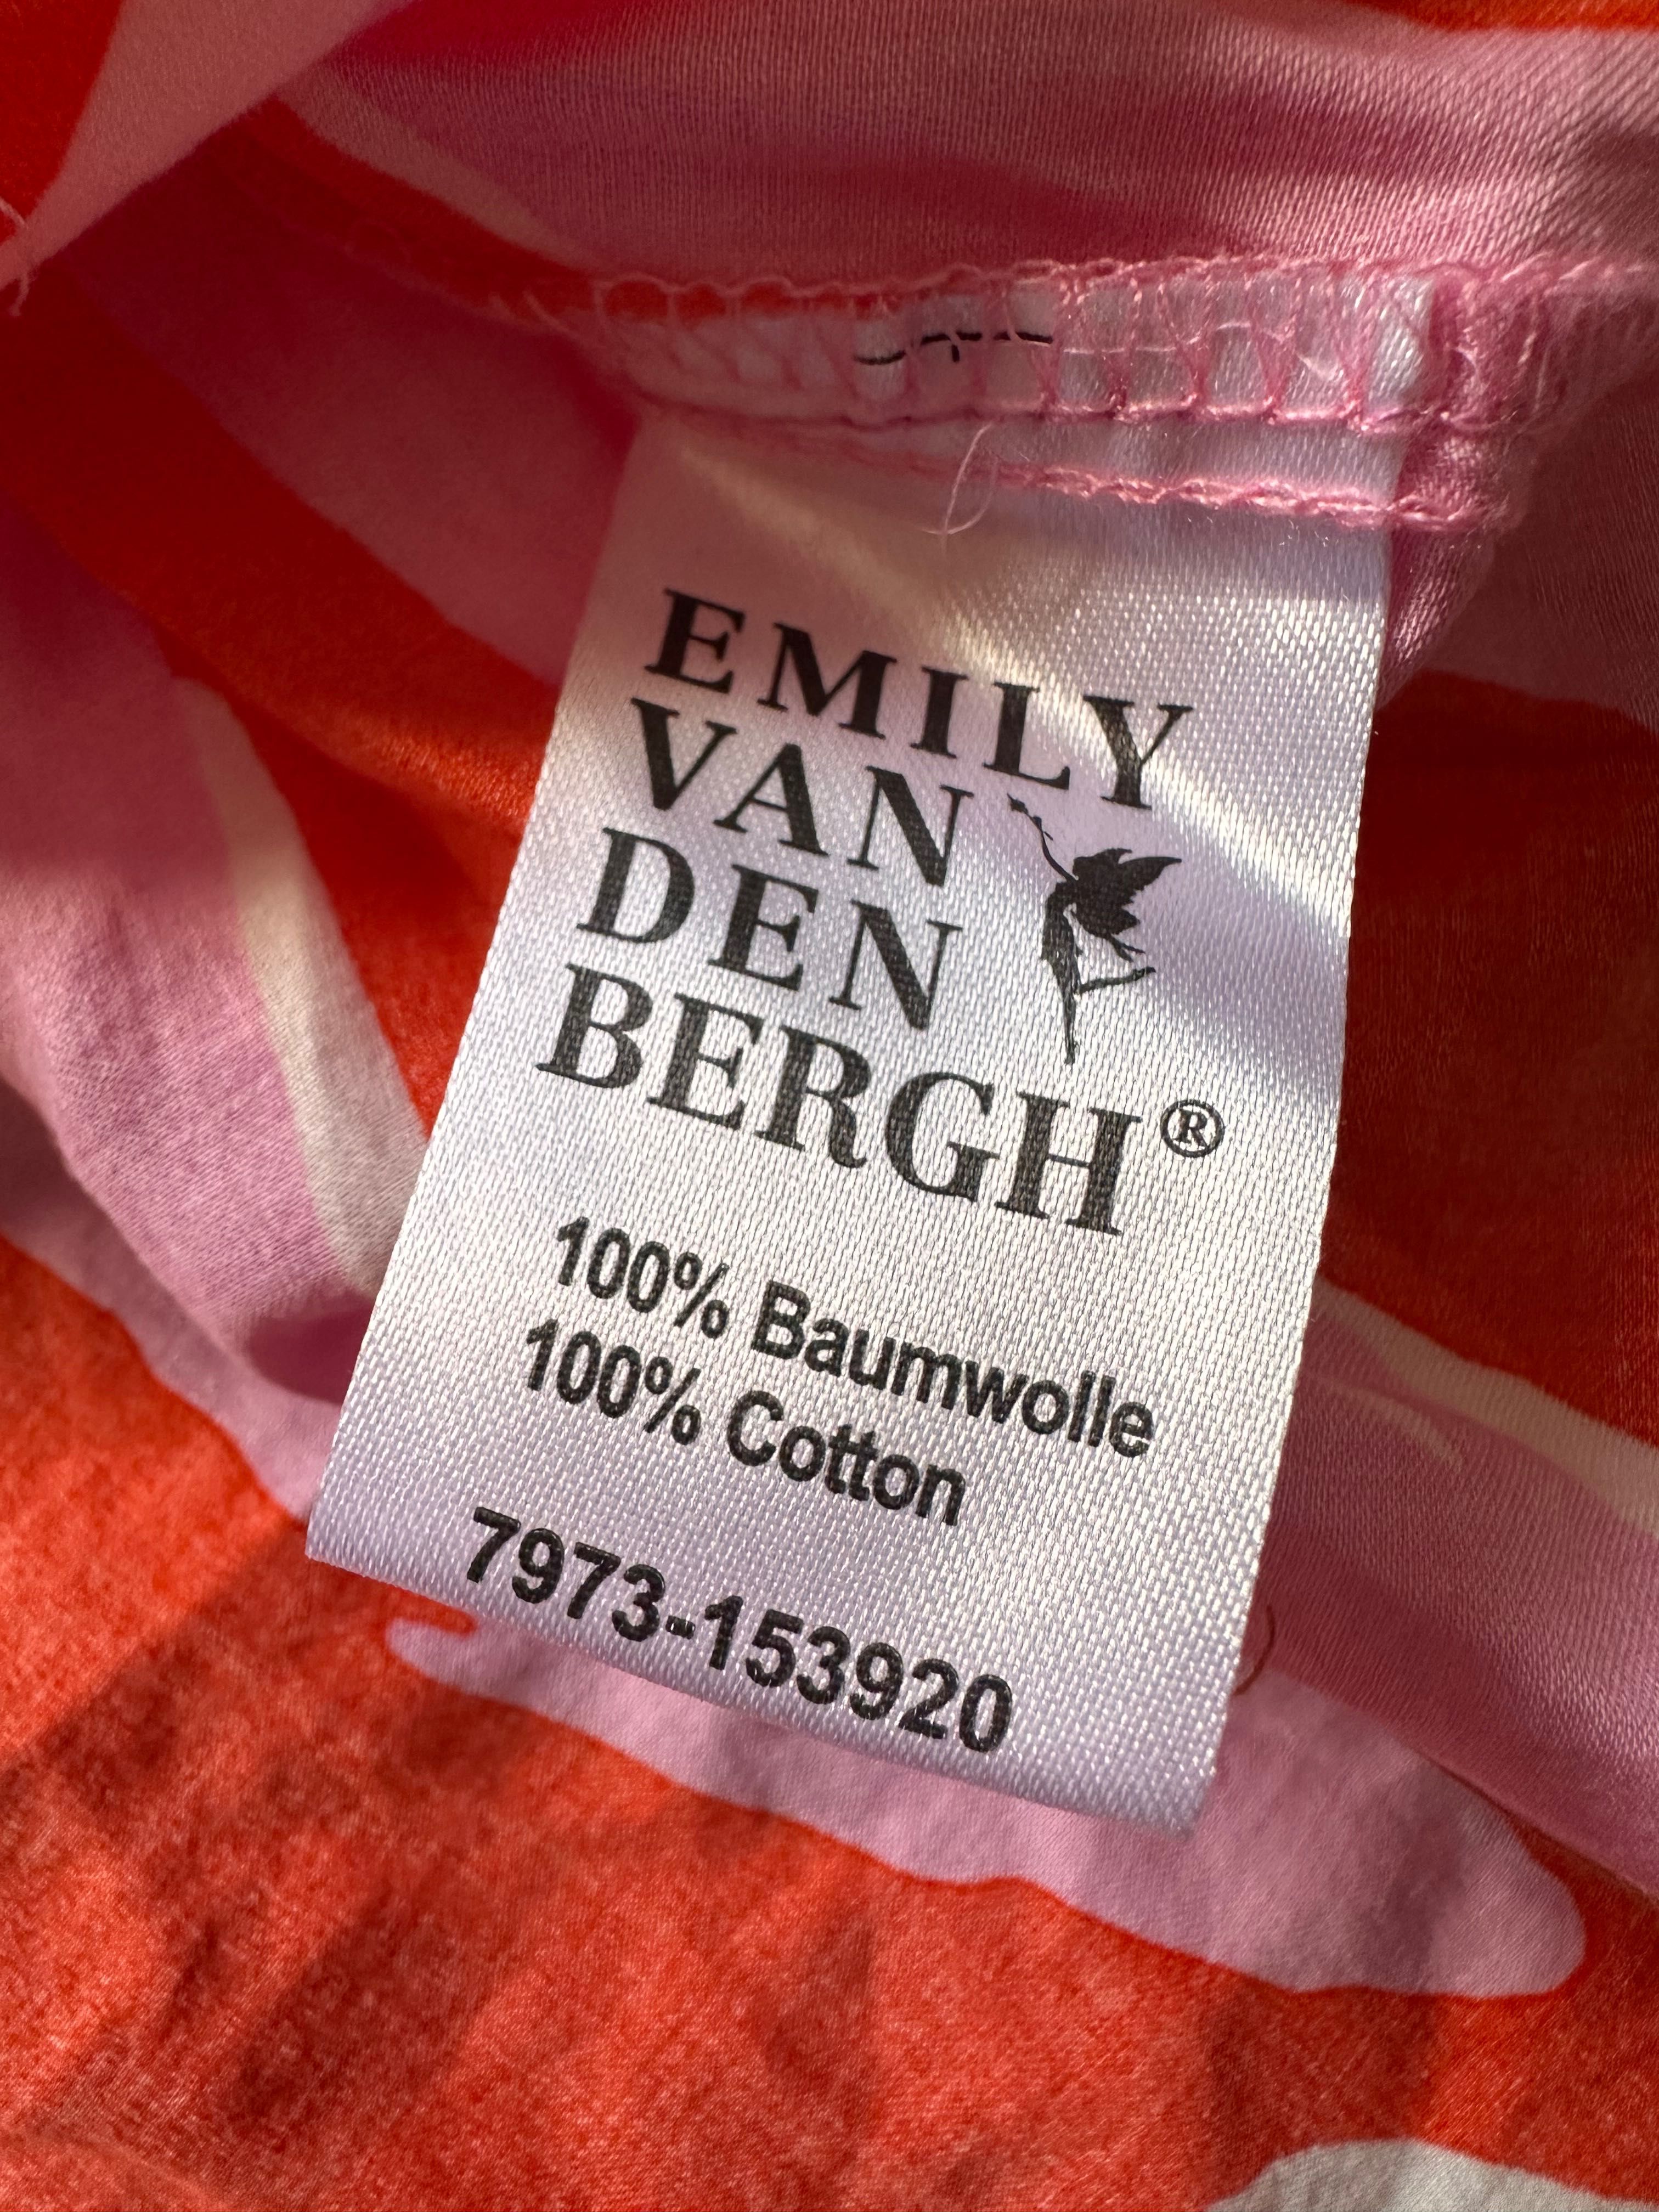 EMILY
VAN
DEN
BERGH®
100% Baumwolle
100% Cotton
7973-153920